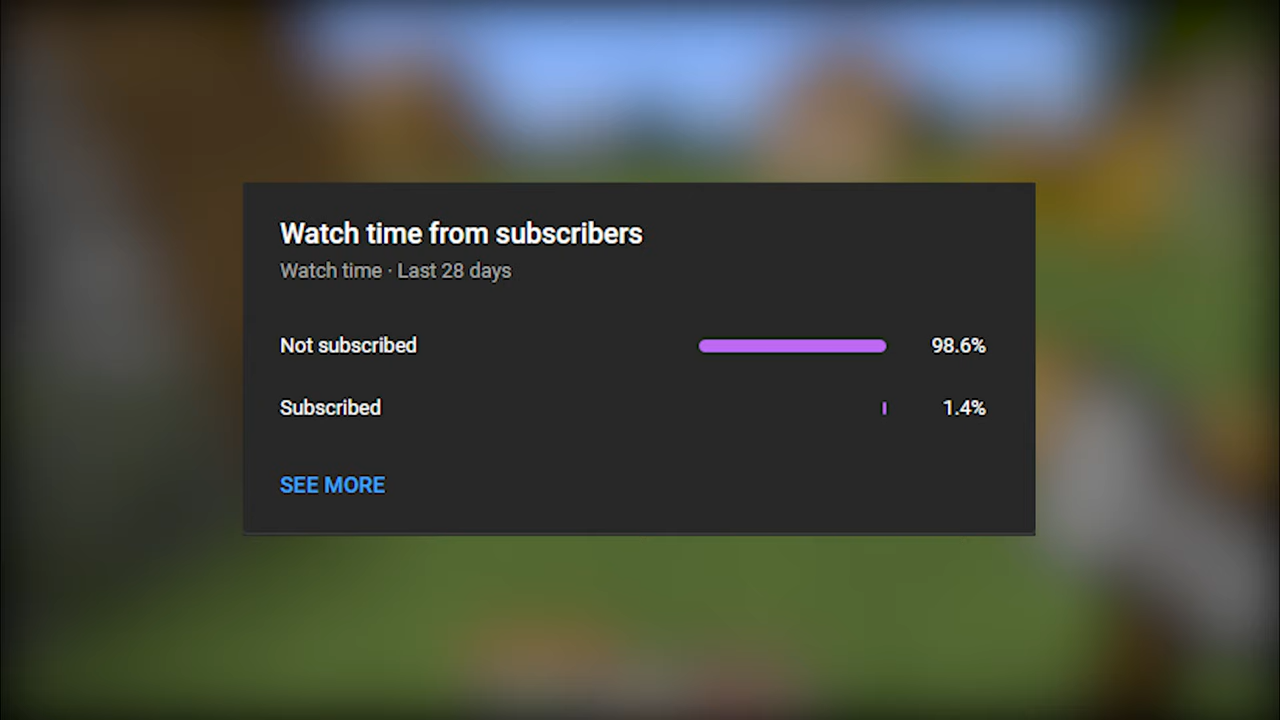 Watch time from subscribers
Watch time · Last 28 days
Not subscribed 98.6%
Subscribed 1.4%
SEE MORE